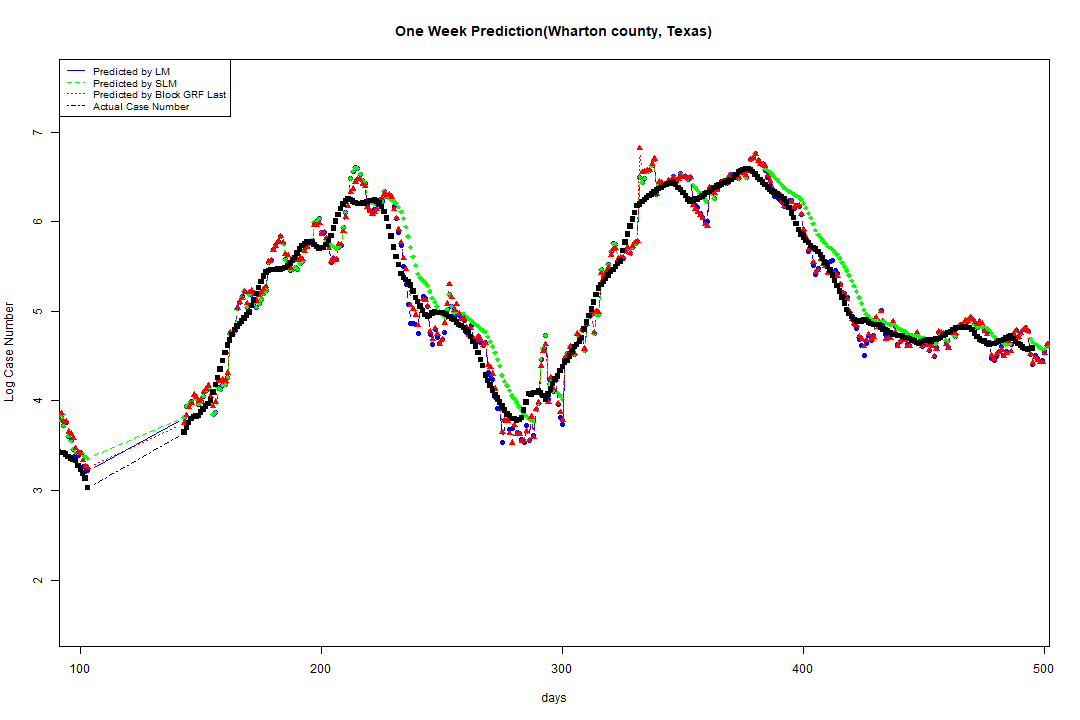 One Week Prediction(Wharton county, Texas)
Predicted by LM
Predicted by SLM
Predicted by Block GRF Last
Actual Case Number
7
6
5
4
3
2
Log Case Number
100 200 300 400 500
days